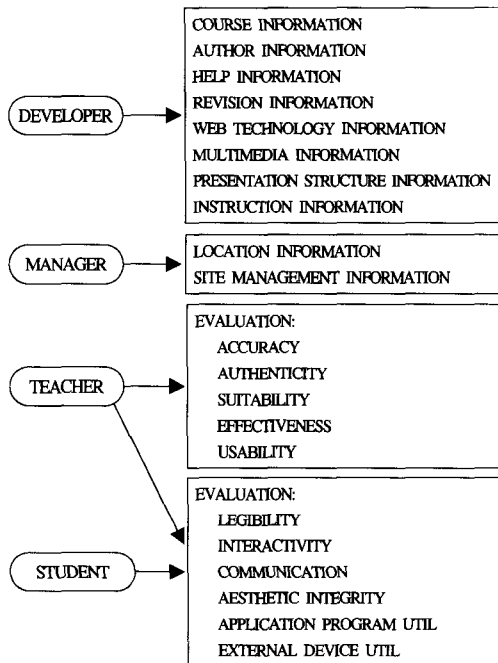 COURSE INFORMATION
AUTHOR INFORMATION
HELP INFORMATION
REVISION INFORMATION
DEVELOPER
WEB TECHNOLOGY INFORMATION
MULTIMEDIA INFORMATION
PRESENTATION STRUCTURE INFORMATION
INSTRUCTION INFORMATION
MANAGER
LOCATION INFORMATION
SITE MANAGEMENT INFORMATION
EVALUATION:
ACCURACY
AUTHENTICITY
TEACHER
SUITABILITY
EFFECTIVENESS
USABILITY
EVALUATION:
LEGIBILITY
INTERACTIVITY
STUDENT
COMMUNICATION
AESTHETIC INTEGRITY
APPLICATION PROGRAM UTIL
EXTERNAL DEVICE UTIL